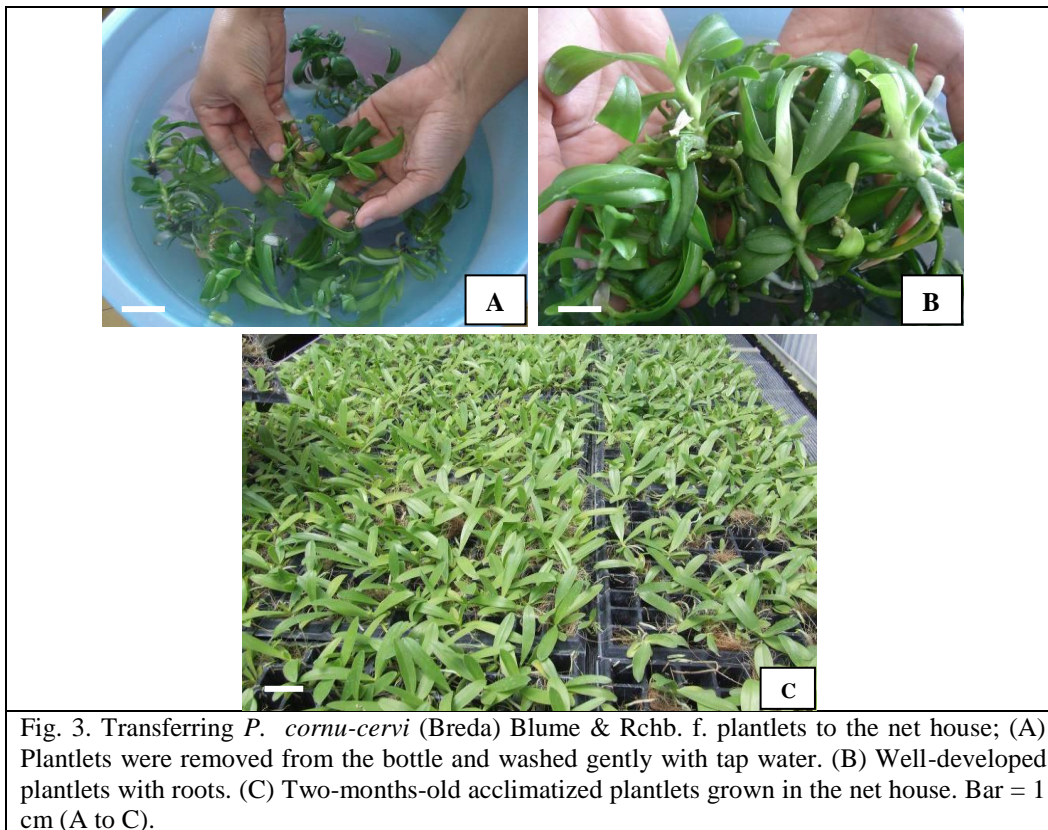 A
B
C
Fig. 3. Transferring P. cornu-cervi (Breda) Blume & Rchb. f. plantlets to the net house; (A)
Plantlets were removed from the bottle and washed gently with tap water. (B) Well-developed
plantlets with roots. (C) Two-months-old acclimatized plantlets grown in the net house. Bar = 1
cm (A to C).